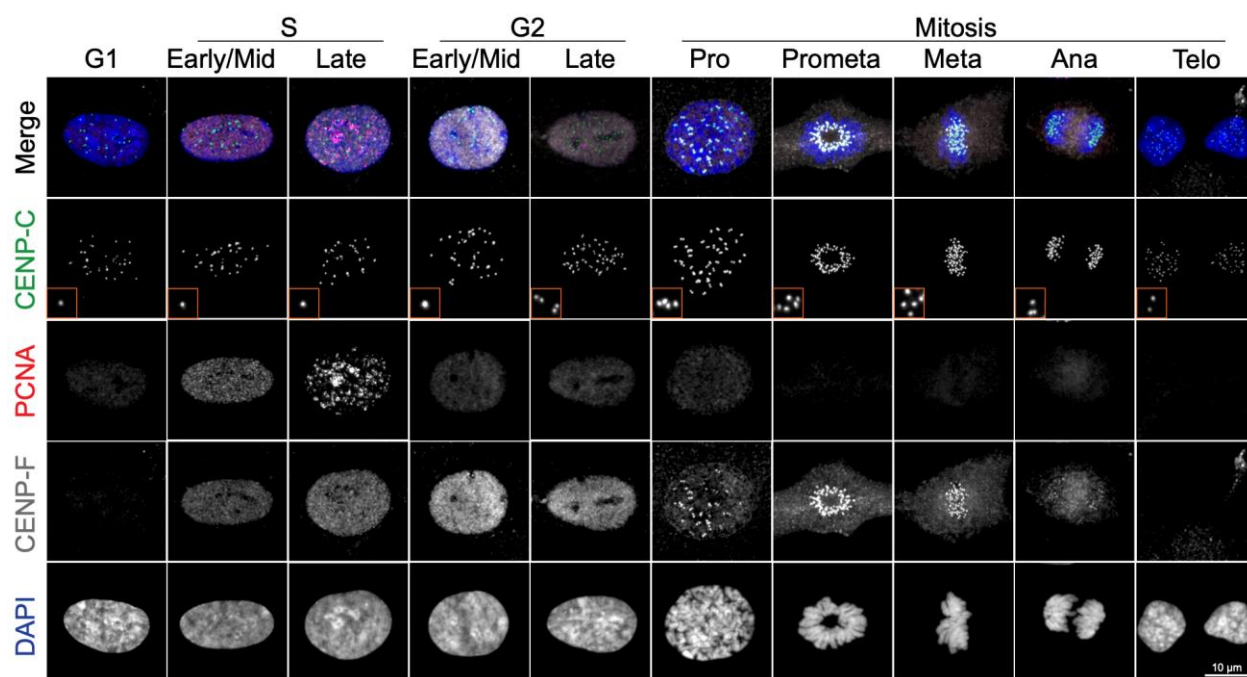 S G2 Mitosis
G1 Early/Mid Late Early/Mid Late Pro Prometa Meta Ana Telo
Merge
CENP-C
PCNA
CENP-F
DAPI
10 µm